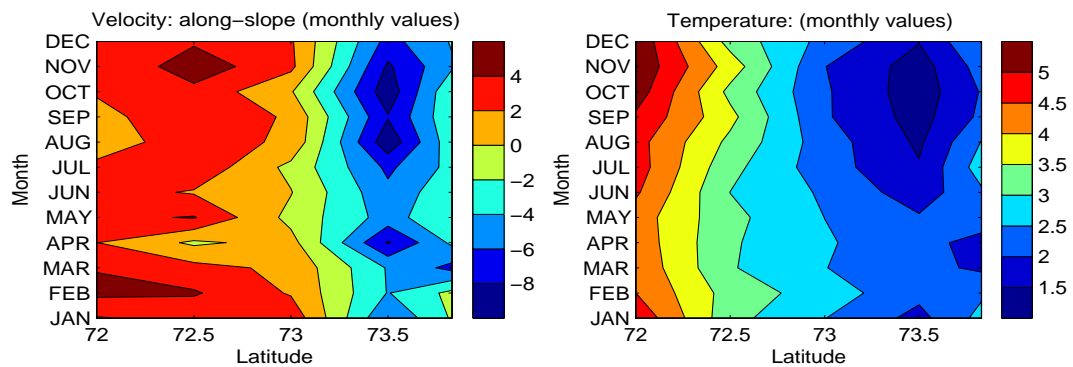 Velocity: along−slope (monthly values)
DEC
NOV
OCT
SEP
AUG
JUL
JUN
MAY
APR
MAR
FEB
JAN
Month
72
72.5
73
73.5
Latitude
4
2
0
−2
−4
−6
−8
Temperature: (monthly values)
DEC
NOV
OCT
SEP
AUG
JUL
JUN
MAY
APR
MAR
FEB
JAN
Month
72
72.5
73
73.5
Latitude
5
4.5
4
3.5
3
2.5
2
1.5